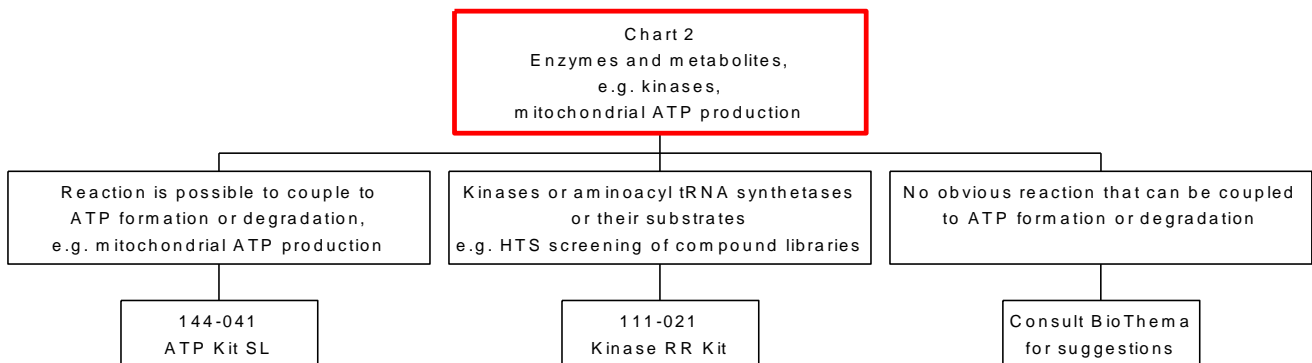 Chart 2
Enzymes and metabolites,
e.g. kinases,
mitochondrial ATP production
Reaction is possible to couple to
ATP formation or degradation,
e.g. mitochondrial ATP production
Kinases or aminoacyl tRNA synthetases
or their substrates
e.g. HTS screening of compound libraries
No obvious reaction that can be coupled
to ATP formation or degradation
144-041
ATP Kit SL
111-021
Kinase RR Kit
Consult BioThema
for suggestions